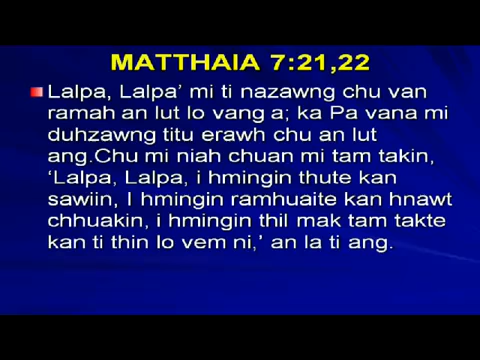 MATTHAIA 7:21,22
Lalpa, Lalpa’ mi ti nazawng chu van
ramah an lut lo vang a; ka Pa vana mi
duhzawng titu erawh chu an lut
ang.Chu mi niah chuan mi tam takin,
‘Lalpa, Lalpa, i hmingin thute kan
sawiin, I hmingin ramhuaite kan hnawt
chhuakin, i hmingin thil mak tam takte
kan ti thin lo vem ni,’ an la ti ang.